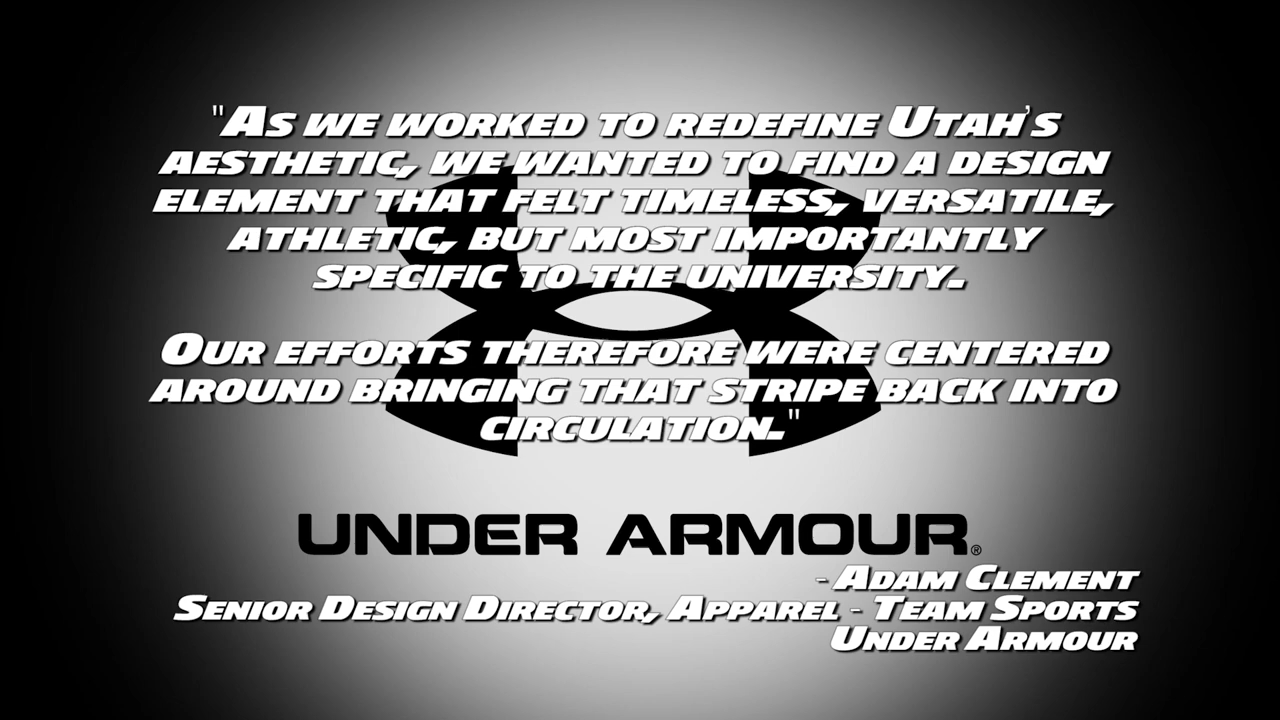 "As we worked to redefine Utah's
aesthetic, we wanted to find a design
element that felt timeless, versatile,
athletic, but most importantly
specific to the university.
Our efforts therefore were centered
around bringing that stripe back into
circulation."
UNDER ARMOUR®
- Adam Clement
Senior Design Director, Apparel - Team Sports
Under Armour